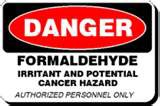 DANGER
FORMALDEHYDE
IRRITANT AND POTENTIAL
CANCER HAZARD
AUTHORIZED PERSONNEL ONLY